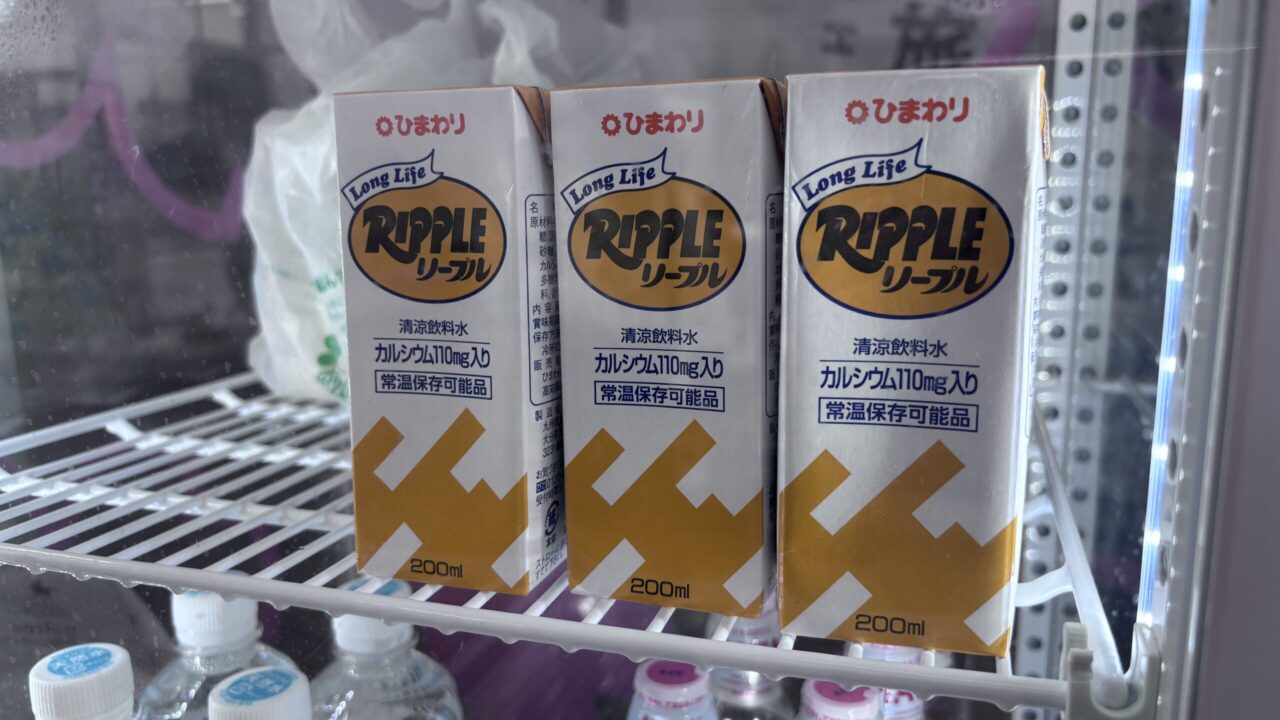 ひまわり
Long Life
RIPPLE
リープル
清涼飲料水
カルシウム110mg入り
常温保存可能品
200ml
ひまわり
Long Life
RIPPLE
リープル
清涼飲料水
カルシウム110mg入り
常温保存可能品
200ml
ひまわり
Long Life
RIPPLE
リープル
清涼飲料水
カルシウム110mg入り
常温保存可能品
200ml